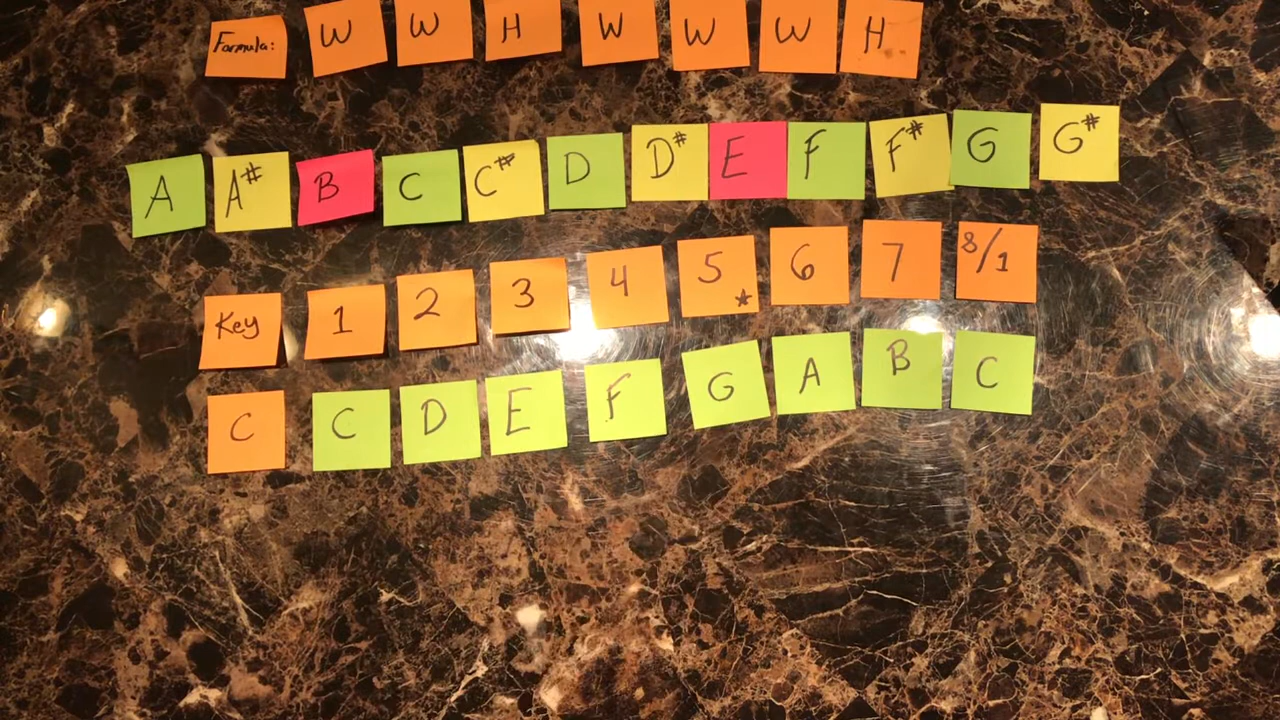 Formula: W W H W W W H
A A# B C C# D D# E F F# G G#
Key 1 2 3 4 5 ☆ 6 7 8/1
C C D E F G A B C